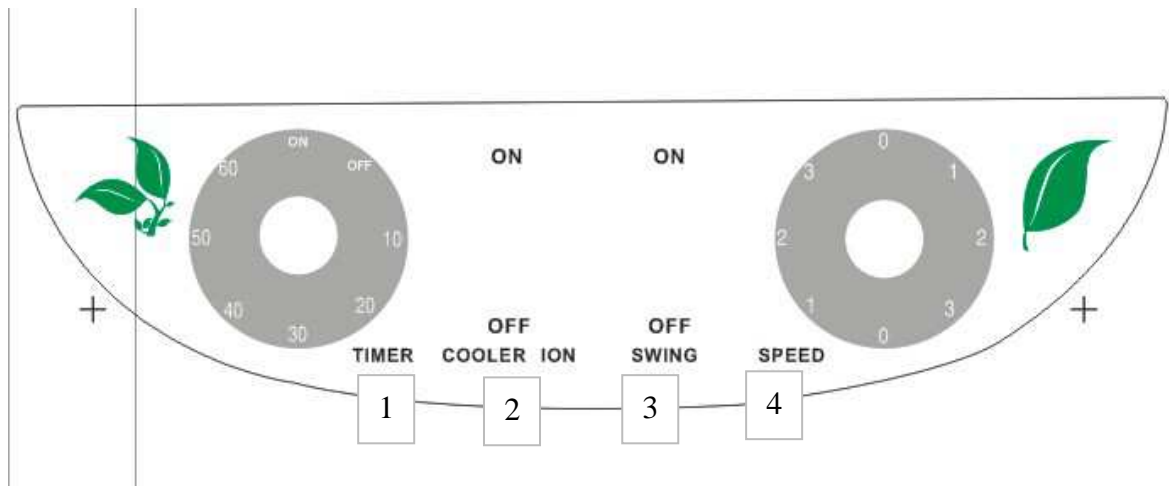 ON
OFF
10
20
30
40
50
60
ON ON
OFF OFF
0
1
2
3
0
1
2
3
TIMER COOLER ION SWING SPEED
1 2 3 4